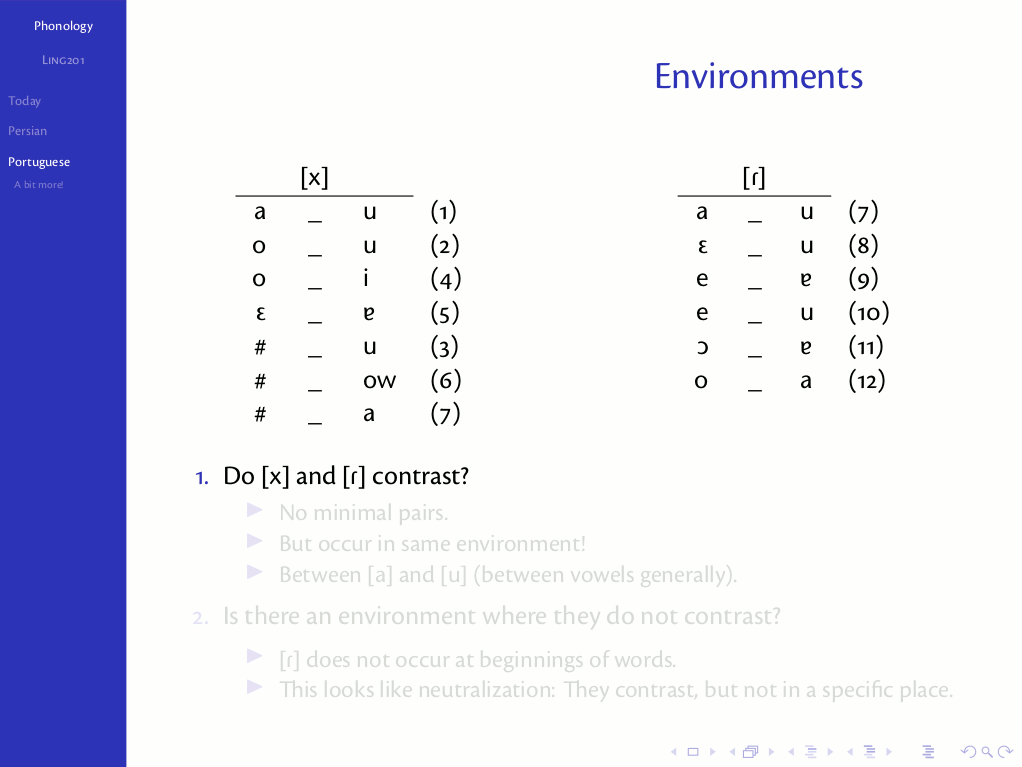 Phonology
Ling201
Today
Persian
Portuguese
A bit more!
Environments
[x]
a _ u (1)
o _ u (2)
o _ i (4)
ɛ _ ɐ (5)
# _ u (3)
# _ ow (6)
# _ a (7)
[ɾ]
a _ u (7)
ɛ _ u (8)
e _ ɐ (9)
e _ u (10)
ɔ _ ɐ (11)
o _ a (12)
1. Do [x] and [ɾ] contrast?
No minimal pairs.
But occur in same environment!
Between [a] and [u] (between vowels generally).
2. Is there an environment where they do not contrast?
[ɾ] does not occur at beginnings of words.
This looks like neutralization: They contrast, but not in a specific place.